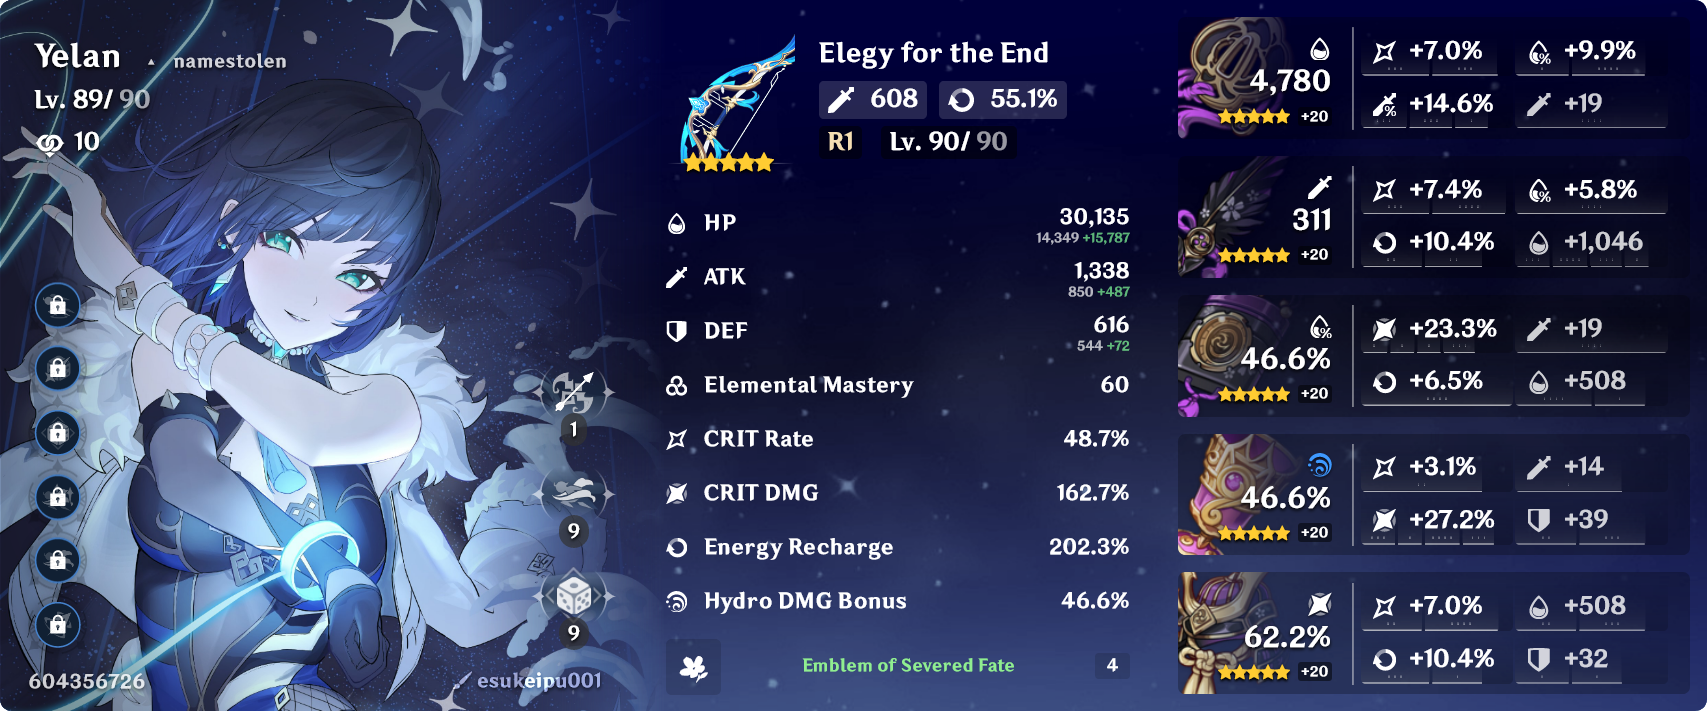 Yelan ▲ namestolen
Lv. 89/ 90
10
1
9
9
604356726
esukeipu001
Elegy for the End
608 55.1%
R1 Lv. 90/ 90
HP 30,135
14,349 +15,787
ATK 1,338
850 +487
DEF 616
544 +72
Elemental Mastery 60
CRIT Rate 48.7%
CRIT DMG 162.7%
Energy Recharge 202.3%
Hydro DMG Bonus 46.6%
Emblem of Severed Fate 4
4,780
+20
+7.0% +9.9%
+14.6% +19
311
+20
+7.4% +5.8%
+10.4% +1,046
46.6%
+20
+23.3% +19
+6.5% +508
46.6%
+20
+3.1% +14
+27.2% +39
62.2%
+20
+7.0% +508
+10.4% +32